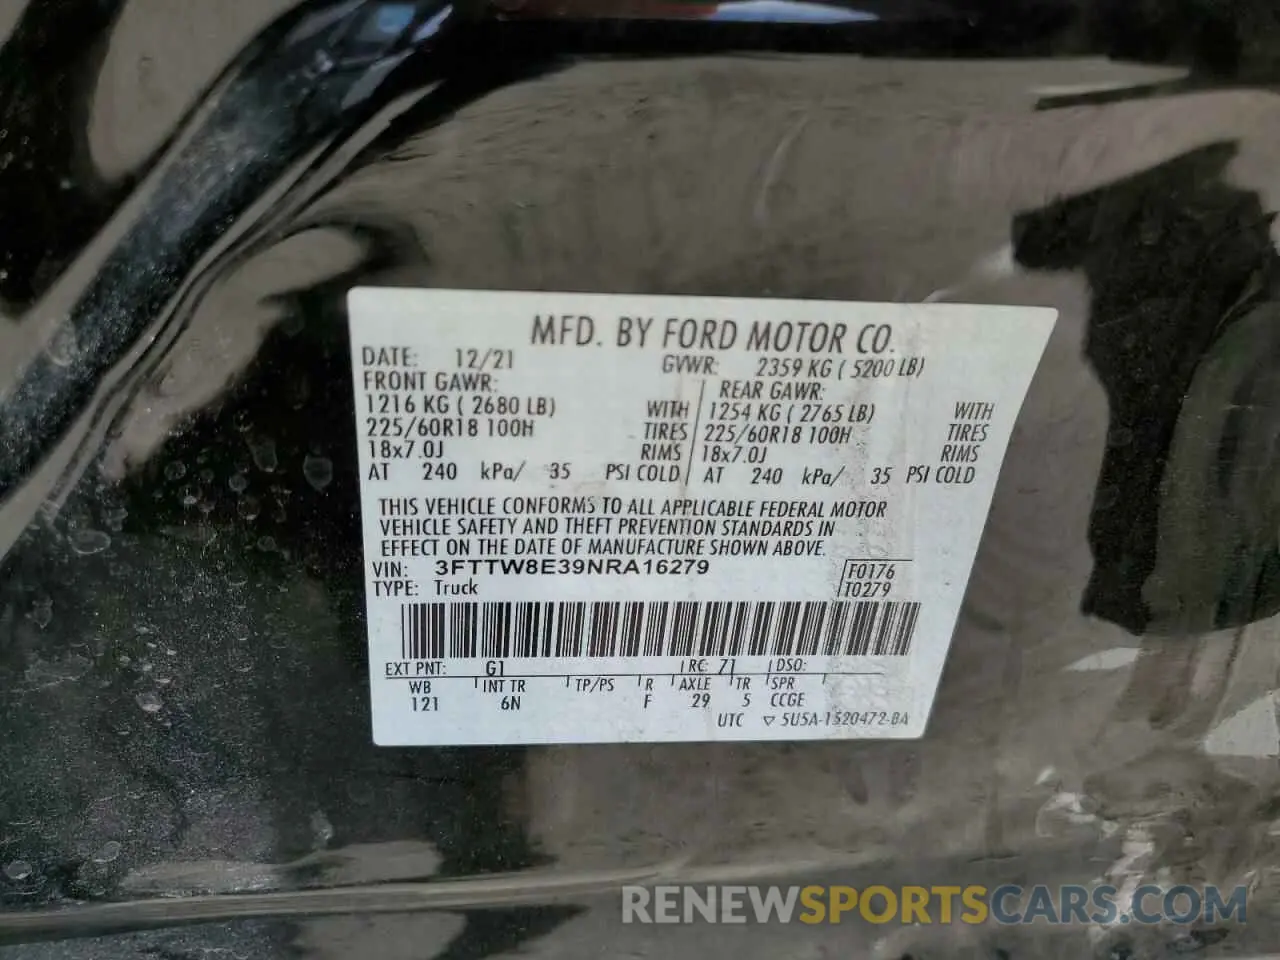 MFD. BY FORD MOTOR CO.
DATE: 12/21 GVWR: 2359 KG ( 5200 LB)
FRONT GAWR: REAR GAWR:
1216 KG ( 2680 LB) WITH 1254 KG ( 2765 LB) WITH
225/60R18 100H TIRES 225/60R18 100H TIRES
18x7.0J RIMS 18x7.0J RIMS
AT 240 kPa/ 35 PSI COLD AT 240 kPa/ 35 PSI COLD
THIS VEHICLE CONFORMS TO ALL APPLICABLE FEDERAL MOTOR
VEHICLE SAFETY AND THEFT PREVENTION STANDARDS IN
EFFECT ON THE DATE OF MANUFACTURE SHOWN ABOVE.
VIN: 3FTTW8E39NRA16279 F0176
TYPE: Truck T0279
EXT PNT: G1 RC: 71 DSO:
WB INT TR TP/PS R AXLE TR SPR
121 6N F 29 5 CCGE
UTC ▽ 5U5A-1520472-BA
RENEWSPORTSCARS.COM